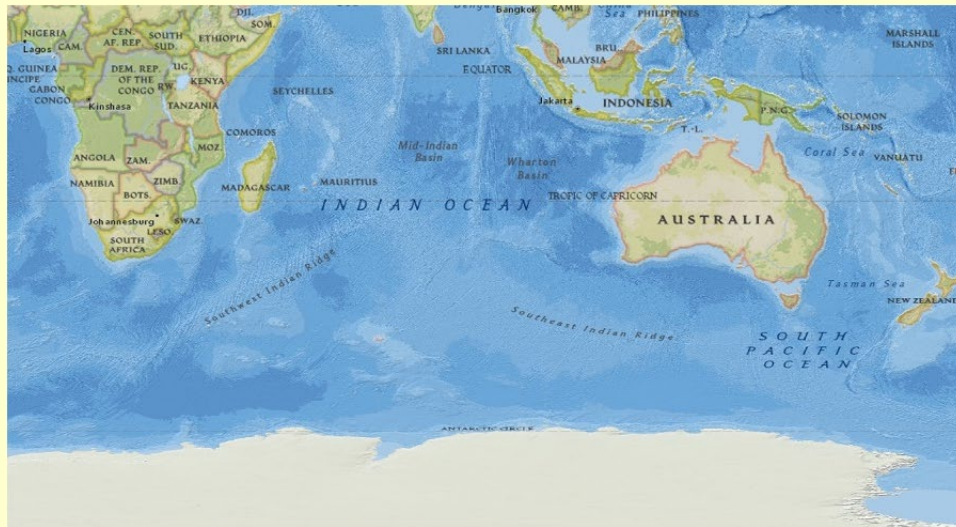 DJI.
SOM.
Bangkok
CAMB.
Sea
PHILIPPINES
NIGERIA
Lagos
CEN.
AF. REP.
SOUTH
SUD.
ETHIOPIA
CAM.
SRI LANKA
BRU.
MALAYSIA
MARSHALL
ISLANDS
Q. GUINEA
GABON
CONGO
DEM. REP.
OF THE
CONGO
UG.
RW.
KENYA
EQUATOR
Kinshasa
TANZANIA
SEYCHELLES
Jakarta
INDONESIA
P.N.G.
SOLOMON
ISLANDS
COMOROS
T.-L.
ANGOLA
ZAM.
MOZ.
Mid-Indian
Basin
Wharton
Basin
Coral Sea
VANUATU
NAMIBIA
ZIMB.
BOTS.
MADAGASCAR
MAURITIUS
TROPIC OF CAPRICORN
INDIAN OCEAN
Johannesburg
SWAZ.
LESO.
AUSTRALIA
SOUTH
AFRICA
Southwest Indian Ridge
Tasman Sea
NEW ZEALAND
Southeast Indian Ridge
SOUTH
PACIFIC
OCEAN
ANTARCTIC CIRCLE